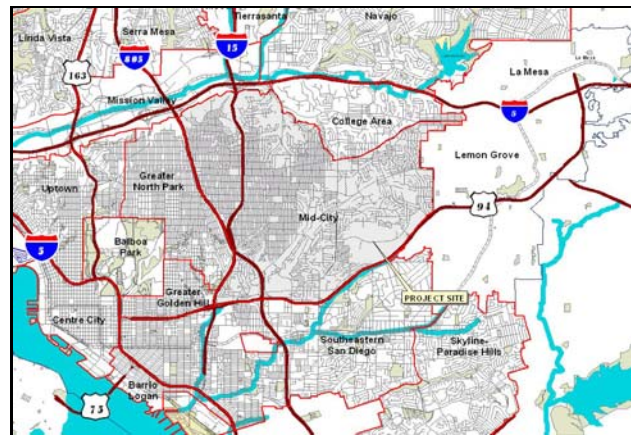 Linda Vista
Serra Mesa
Tierrasanta
Navajo
163
805
15
La Mesa
Mission Valley
College Area
5
Lemon Grove
Uptown
Greater
North Park
Mid-City
94
Balboa
Park
5
PROJECT SITE
Greater
Golden Hill
Centre City
Southeastern
San Diego
Skyline-
Paradise Hills
Barrio
Logan
75